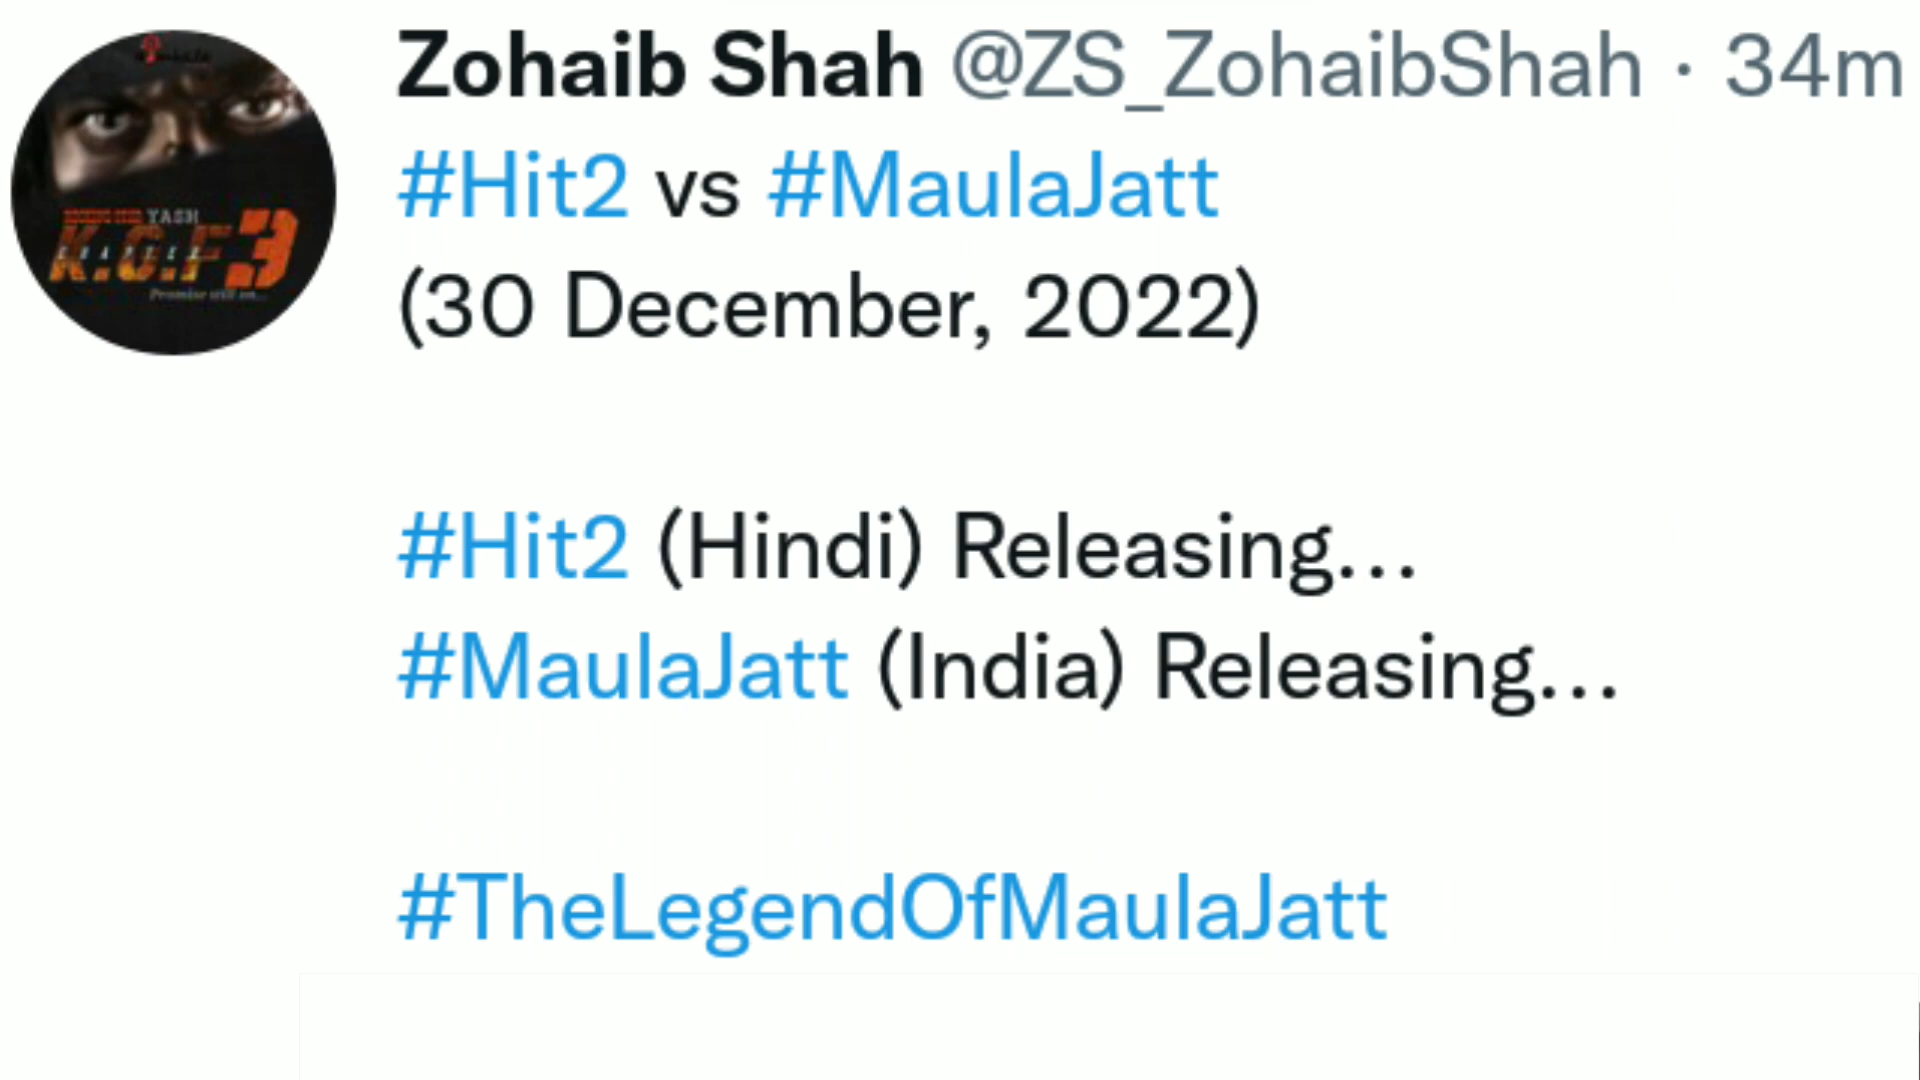 Zohaib Shah @ZS_ZohaibShah · 34m
#Hit2 vs #MaulaJatt
(30 December, 2022)
#Hit2 (Hindi) Releasing...
#MaulaJatt (India) Releasing...
#TheLegendOfMaulaJatt
YASH
K.G.F 3
CHAPTER